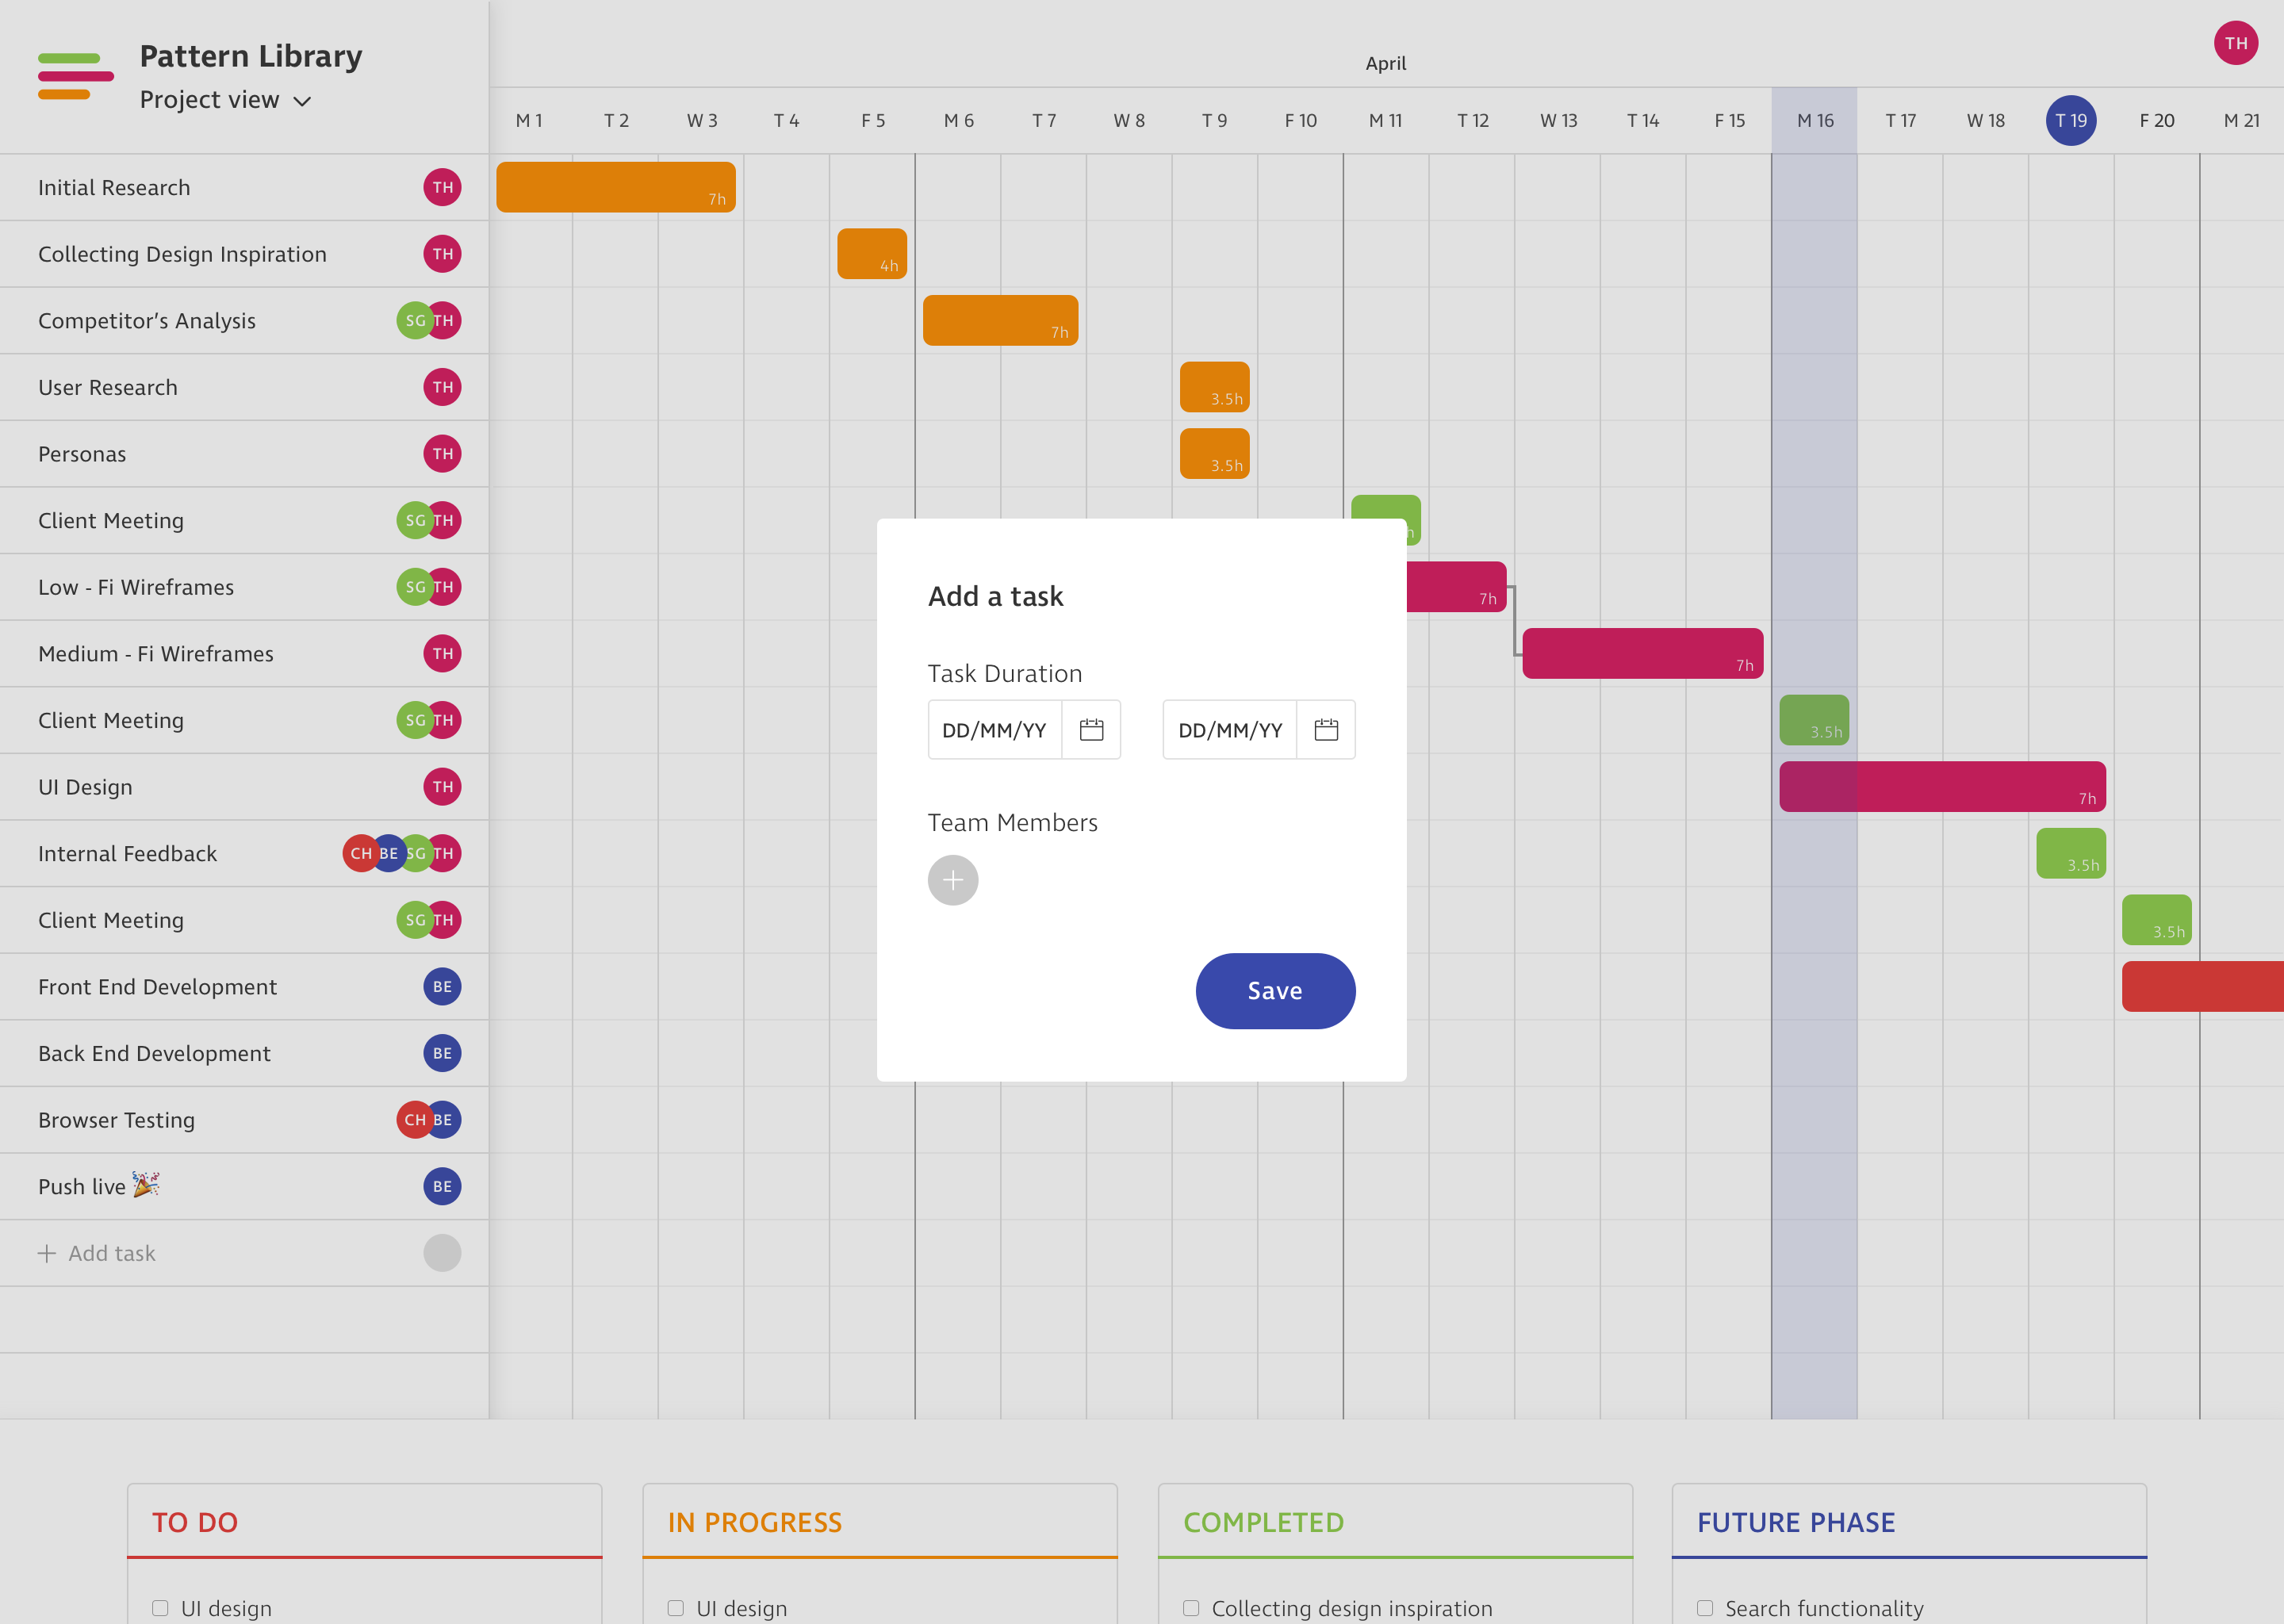 Pattern Library
Project view
April
TH
M 1 T 2 W 3 T 4 F 5 M 6 T 7 W 8 T 9 F 10 M 11 T 12 W 13 T 14 F 15 M 16 T 17 W 18 T 19 F 20 M 21
Initial Research TH 7h
Collecting Design Inspiration TH 4h
Competitor’s Analysis SG TH 7h
User Research TH 3.5h
Personas TH 3.5h
Client Meeting SG TH h
Low - Fi Wireframes SG TH 7h
Medium - Fi Wireframes TH 7h
Client Meeting SG TH 3.5h
UI Design TH 7h
Internal Feedback CH BE SG TH 3.5h
Client Meeting SG TH 3.5h
Front End Development BE
Back End Development BE
Browser Testing CH BE
Push live 🎉 BE
+ Add task
Add a task
Task Duration
DD/MM/YY DD/MM/YY
Team Members
+
Save
TO DO
UI design
IN PROGRESS
UI design
COMPLETED
Collecting design inspiration
FUTURE PHASE
Search functionality